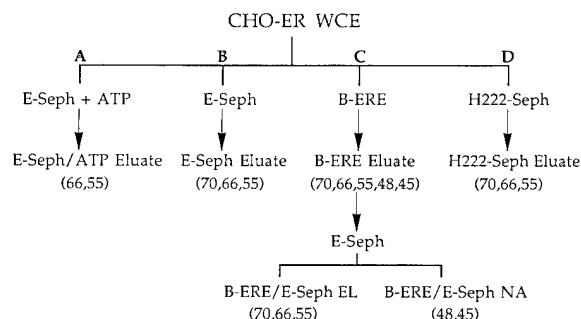 CHO-ER WCE
A B C D
E-Seph + ATP E-Seph B-ERE H222-Seph
E-Seph/ATP Eluate E-Seph Eluate B-ERE Eluate H222-Seph Eluate
(66,55) (70,66,55) (70,66,55,48,45) (70,66,55)
E-Seph
B-ERE/E-Seph EL B-ERE/E-Seph NA
(70,66,55) (48,45)